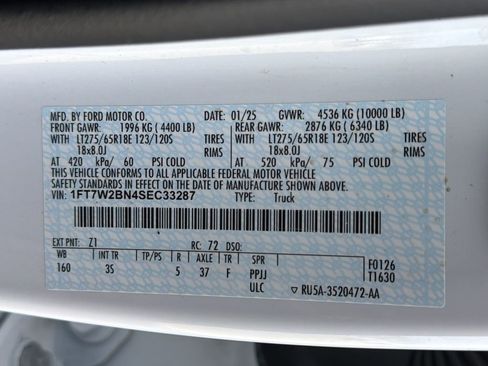 MFD. BY FORD MOTOR CO. 01/25 GVWR: 4536 KG (10000 LB)
FRONT GAWR: 1996 KG (4400 LB) REAR GAWR: 2876 KG (6340 LB)
WITH LT275/65R18E 123/120S TIRES WITH LT275/65R18E 123/120S TIRES
18x8.0J RIMS 18x8.0J RIMS
AT 420 kPa/ 60 PSI COLD AT 520 kPa/ 75 PSI COLD
THIS VEHICLE CONFORMS TO ALL APPLICABLE FEDERAL MOTOR VEHICLE
SAFETY STANDARDS IN EFFECT ON THE DATE OF MANUFACTURE SHOWN ABOVE.
VIN: 1FT7W2BN4SEC33287 TYPE: Truck
EXT PNT: Z1 RC: 72 DSO:
WB INT TR TP/PS R AXLE TR SPR F0126
160 3S 5 37 F PPJJ T1630
ULC ▽ RU5A-3520472-AA